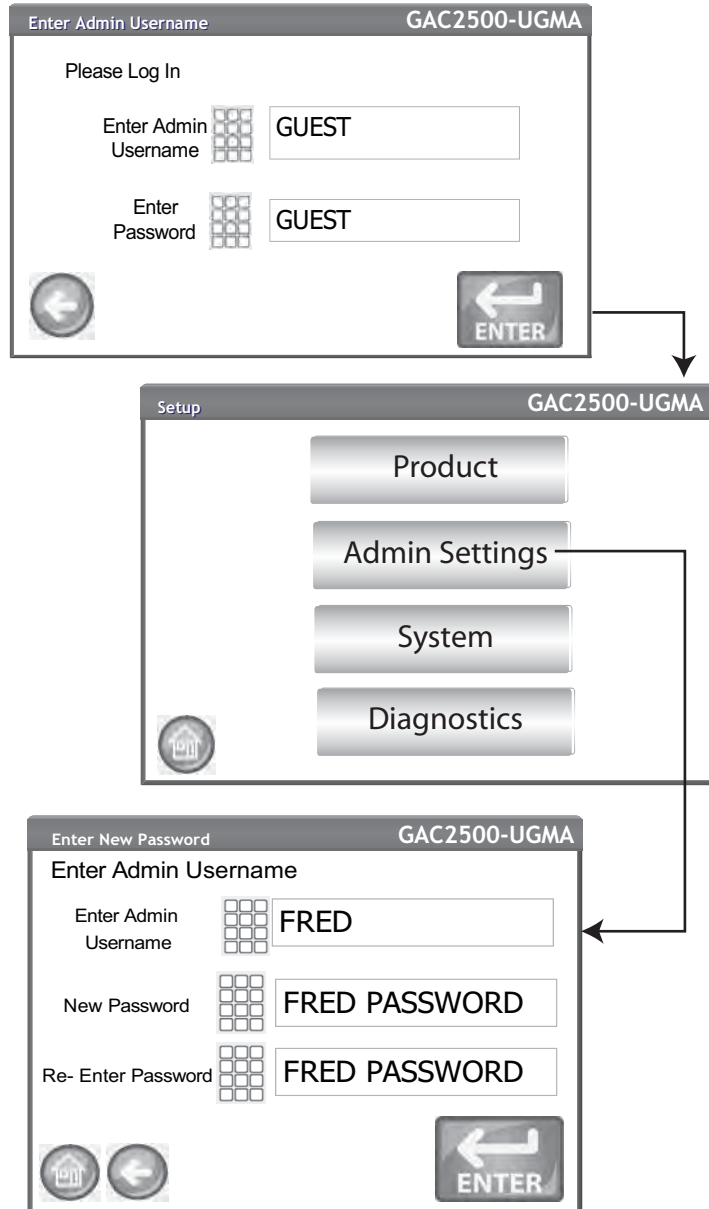 Enter Admin Username GAC2500-UGMA
Please Log In
Enter Admin
Username
GUEST
Enter
Password
GUEST
ENTER
Setup GAC2500-UGMA
Product
Admin Settings
System
Diagnostics
Enter New Password GAC2500-UGMA
Enter Admin Username
Enter Admin
Username
FRED
New Password FRED PASSWORD
Re- Enter Password FRED PASSWORD
ENTER